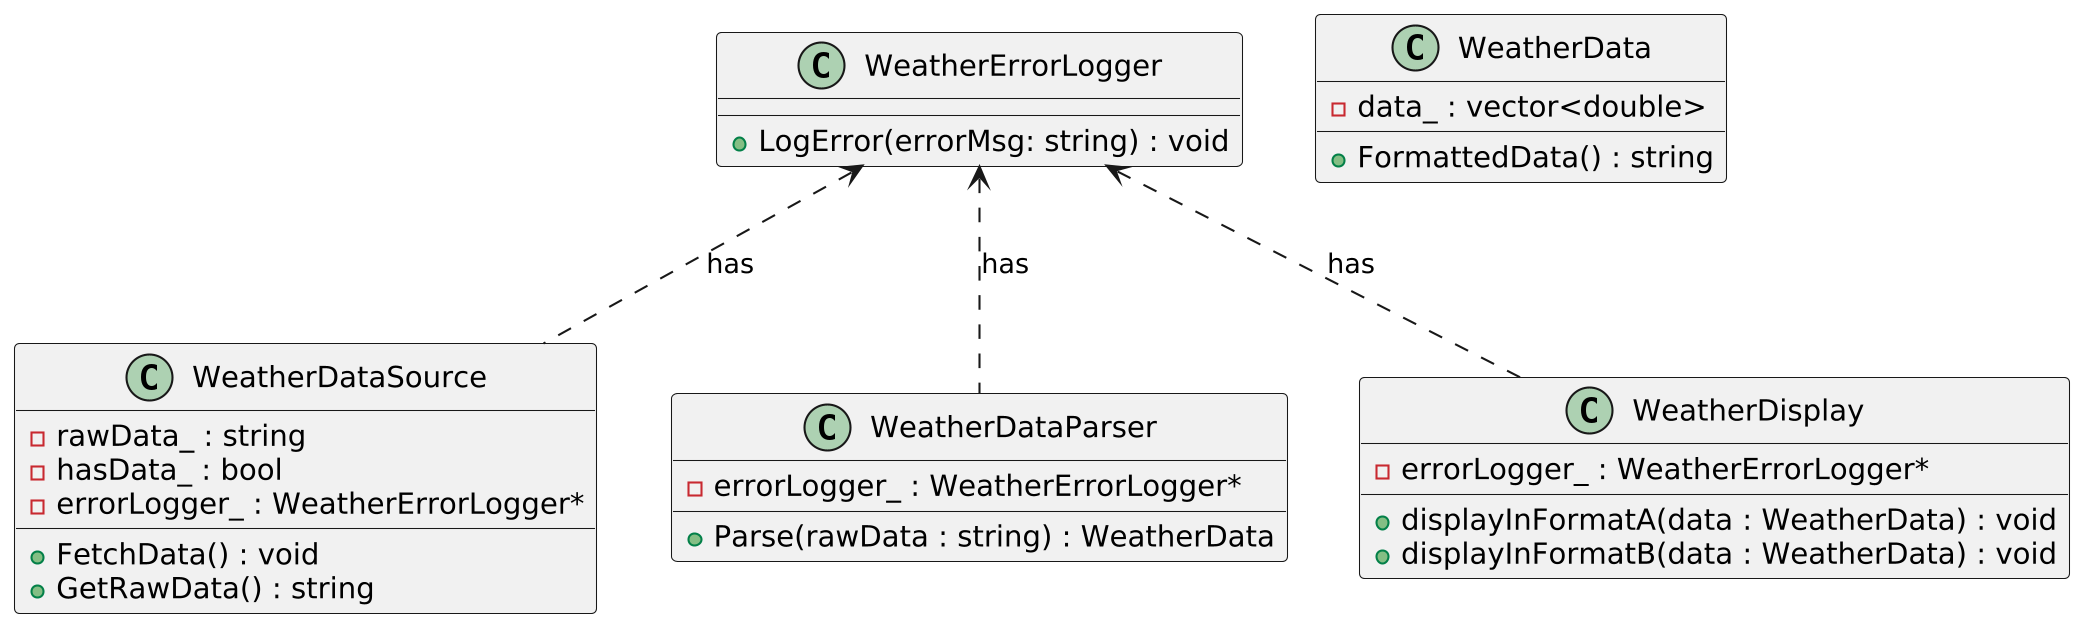 C WeatherErrorLogger
LogError(errorMsg: string) : void
C WeatherData
data_ : vector<double>
FormattedData() : string
has
has
has
C WeatherDataSource
rawData_ : string
hasData_ : bool
errorLogger_ : WeatherErrorLogger*
FetchData() : void
GetRawData() : string
C WeatherDataParser
errorLogger_ : WeatherErrorLogger*
Parse(rawData : string) : WeatherData
C WeatherDisplay
errorLogger_ : WeatherErrorLogger*
displayInFormatA(data : WeatherData) : void
displayInFormatB(data : WeatherData) : void